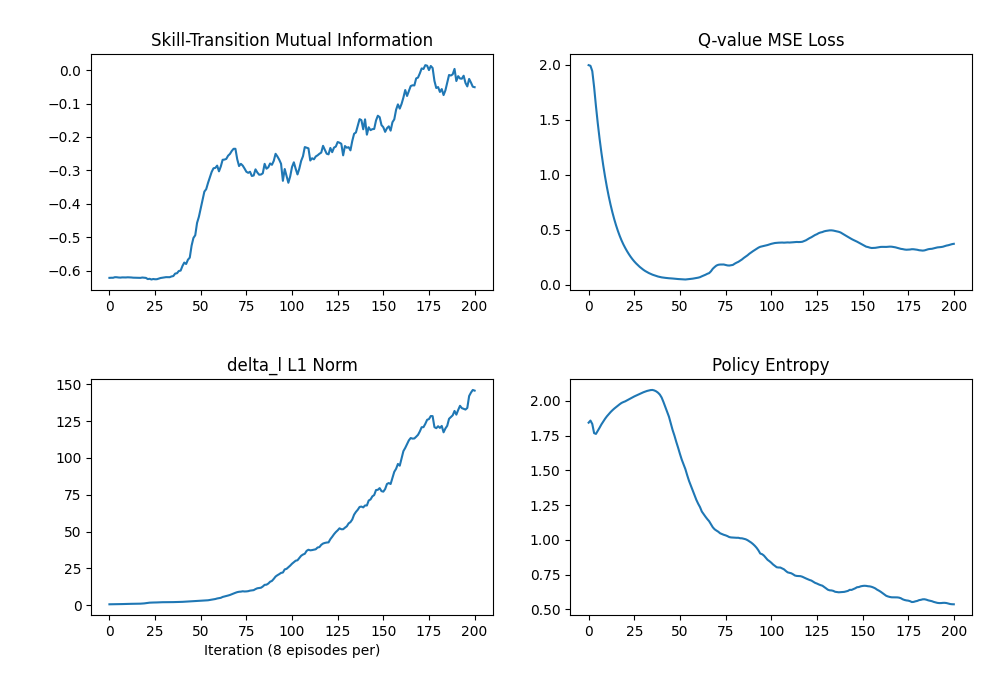 Skill-Transition Mutual Information
0.0
−0.1
−0.2
−0.3
−0.4
−0.5
−0.6
0 25 50 75 100 125 150 175 200
Q-value MSE Loss
2.0
1.5
1.0
0.5
0.0
0 25 50 75 100 125 150 175 200
delta_l L1 Norm
150
125
100
75
50
25
0
0 25 50 75 100 125 150 175 200
Iteration (8 episodes per)
Policy Entropy
2.00
1.75
1.50
1.25
1.00
0.75
0.50
0 25 50 75 100 125 150 175 200